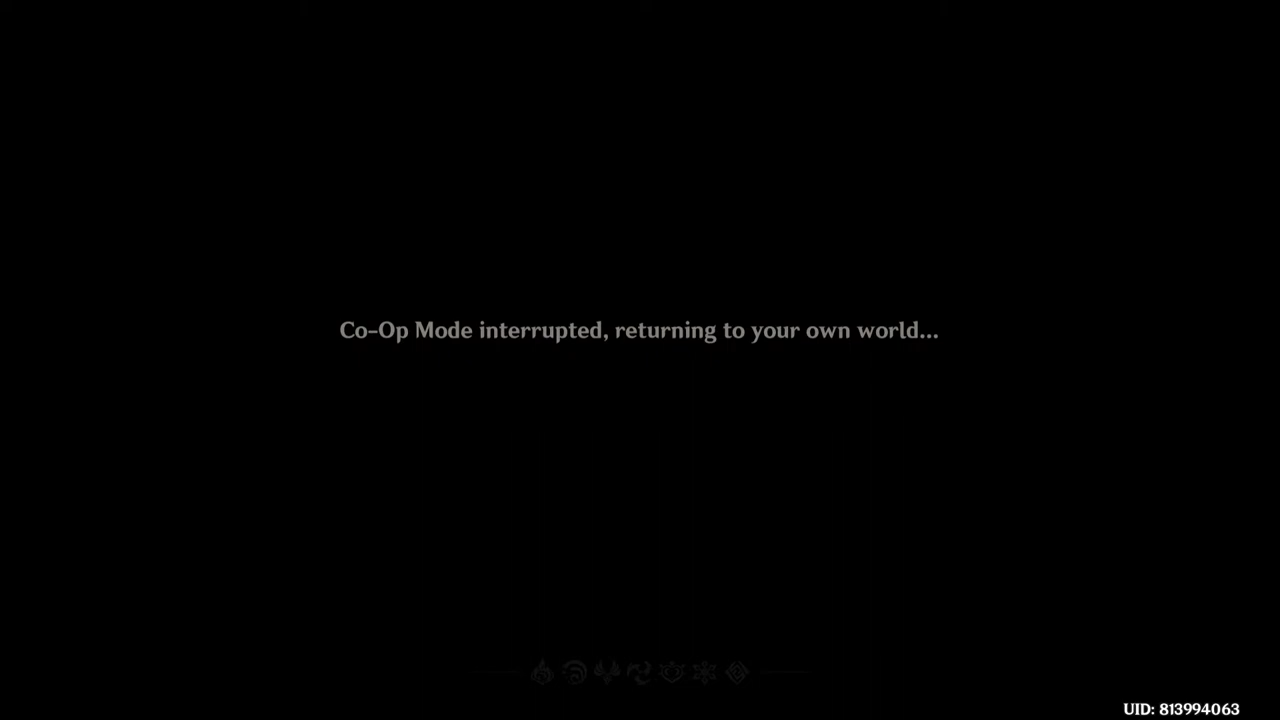 Co-Op Mode interrupted, returning to your own world...
UID: 813994063